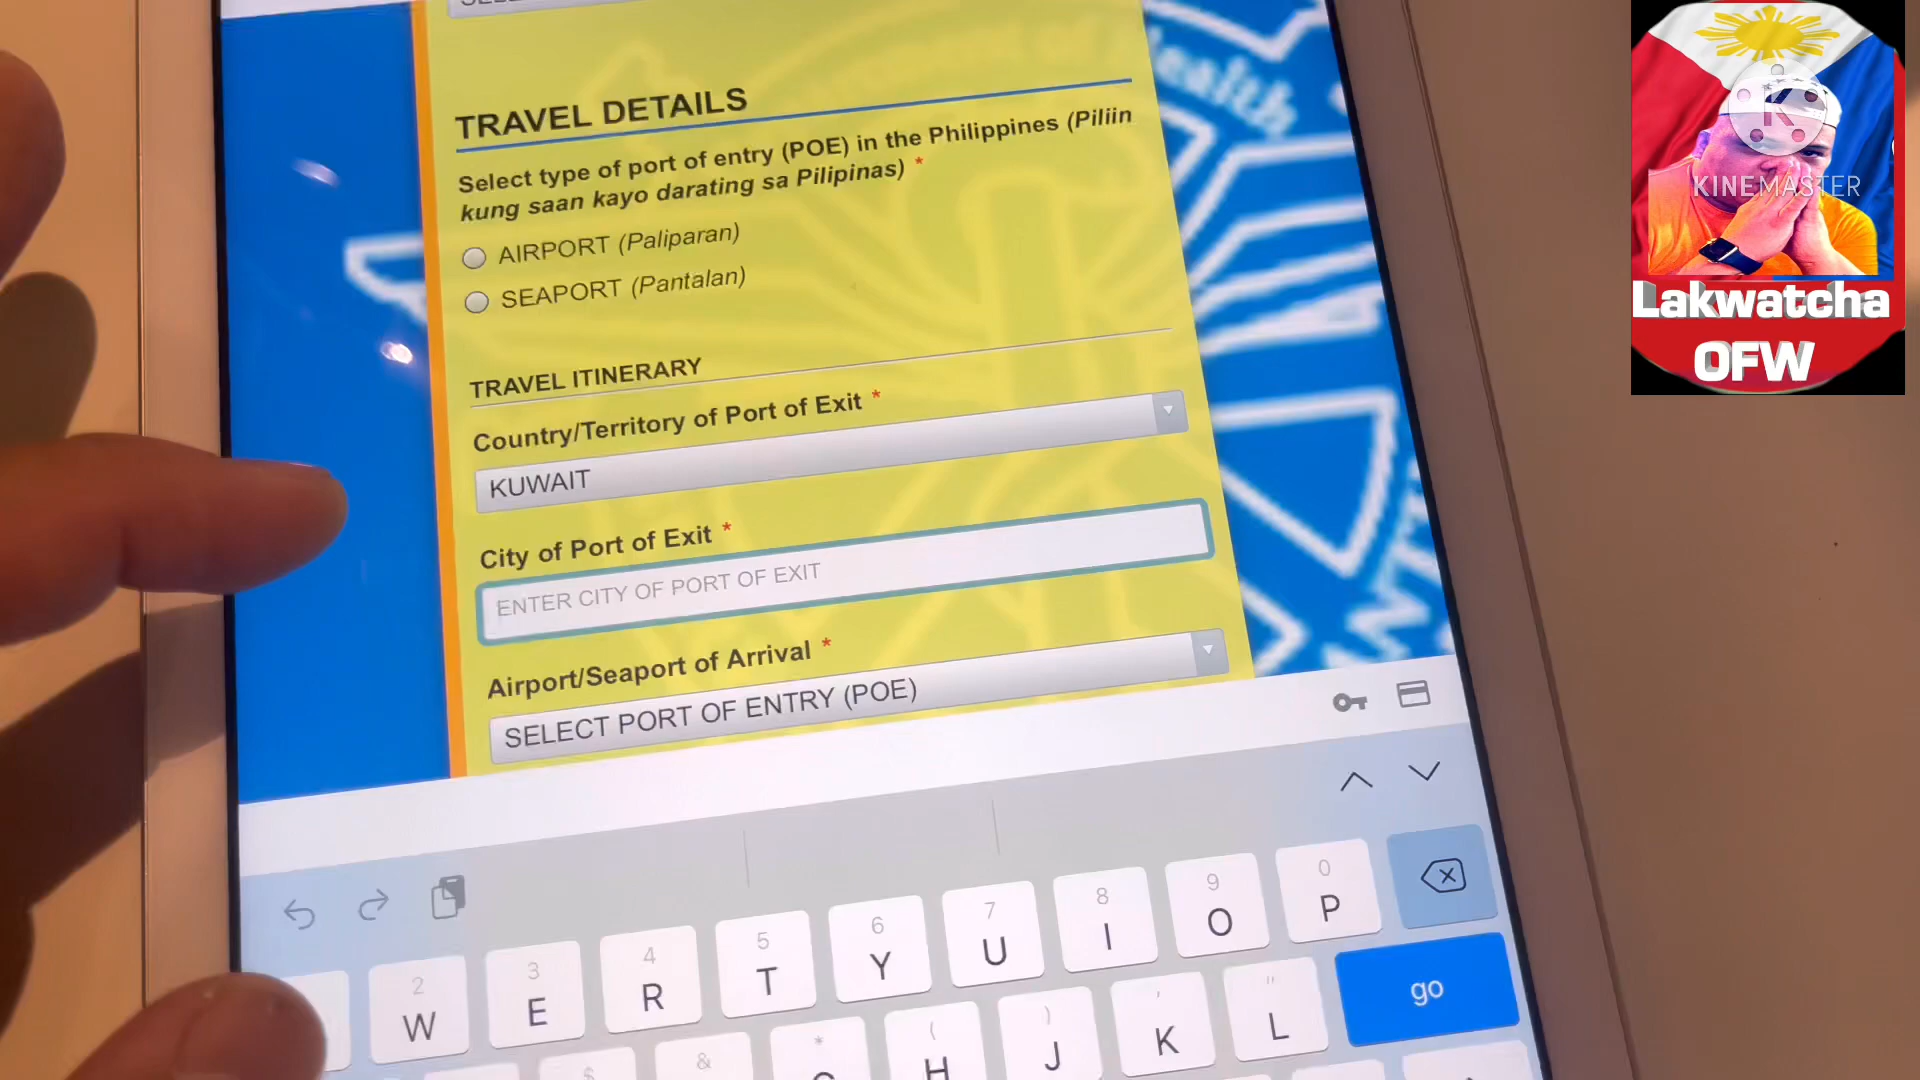 TRAVEL DETAILS
Select type of port of entry (POE) in the Philippines (Piliin
kung saan kayo darating sa Pilipinas) *
AIRPORT (Paliparan)
SEAPORT (Pantalan)
TRAVEL ITINERARY
Country/Territory of Port of Exit *
KUWAIT
City of Port of Exit *
ENTER CITY OF PORT OF EXIT
Airport/Seaport of Arrival *
SELECT PORT OF ENTRY (POE)
2 3 4 5 6 7 8 9 0
W E R T Y U I O P
go
$ & * ( ) ' "
H J K L
Health
K
KINEMASTER
Lakwatcha
OFW